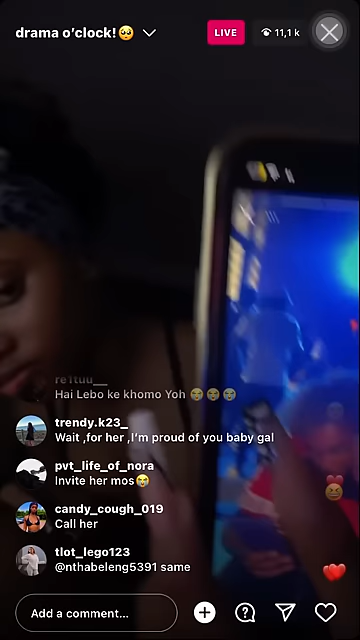 drama o'clock!🥺
LIVE
11,1 k
re1tuu__
Hai Lebo ke khomo Yoh 😭😭😭
trendy.k23_
Wait ,for her ,I'm proud of you baby gal
pvt_life_of_nora
Invite her mos😭
candy_cough_019
Call her
tlot_lego123
@nthabeleng5391 same
Add a comment...